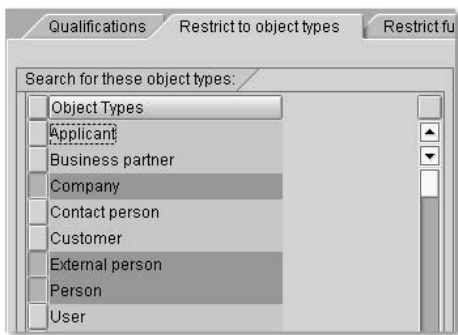 Qualifications Restrict to object types Restrict fu
Search for these object types:
Object Types
Applicant
Business partner
Company
Contact person
Customer
External person
Person
User